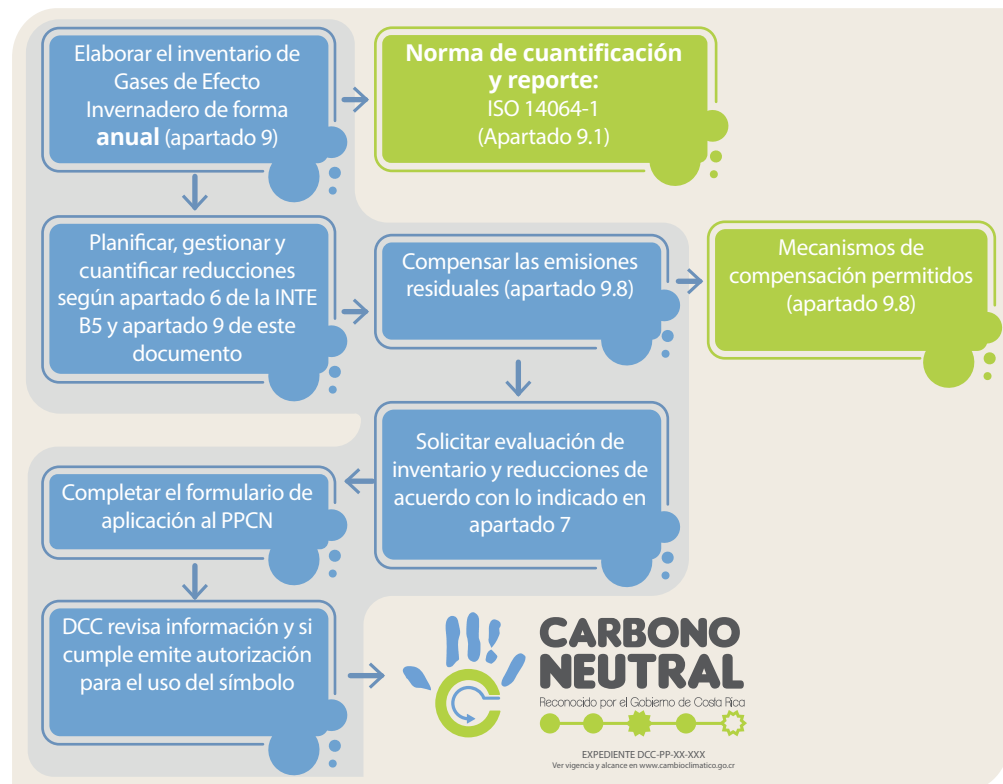 Elaborar el inventario de
Gases de Efecto
Invernadero de forma
anual (apartado 9)
Norma de cuantificación
y reporte:
ISO 14064-1
(Apartado 9.1)
Planificar, gestionar y
cuantificar reducciones
según apartado 6 de la INTE
B5 y apartado 9 de este
documento
Compensar las emisiones
residuales (apartado 9.8)
Mecanismos de
compensación permitidos
(apartado 9.8)
Solicitar evaluación de
inventario y reducciones de
acuerdo con lo indicado en
apartado 7
Completar el formulario de
aplicación al PPCN
DCC revisa información y si
cumple emite autorización
para el uso del símbolo
CARBONO
NEUTRAL
Reconocido por el Gobierno de Costa Rica
EXPEDIENTE DCC-PP-XX-XXX
Ver vigencia y alcance en www.cambioclimatico.go.cr